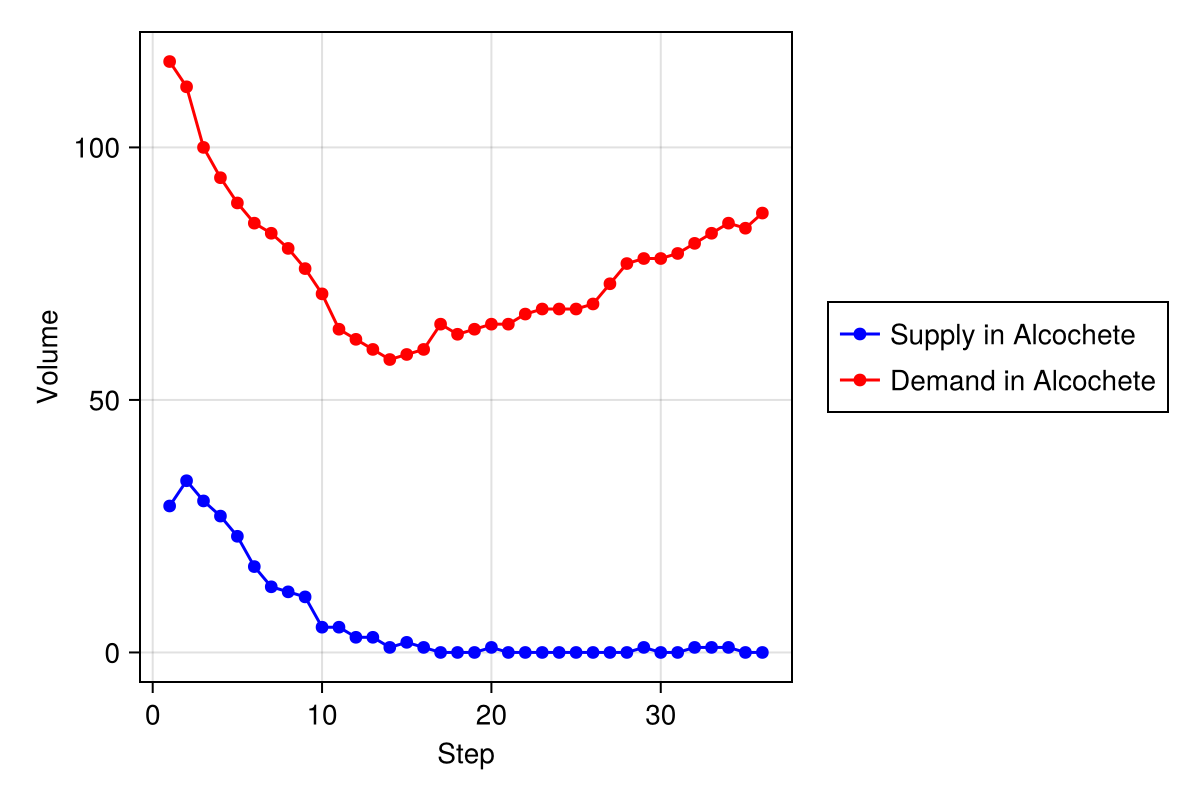 Volume
100
50
0
0 10 20 30
Step
Supply in Alcochete
Demand in Alcochete